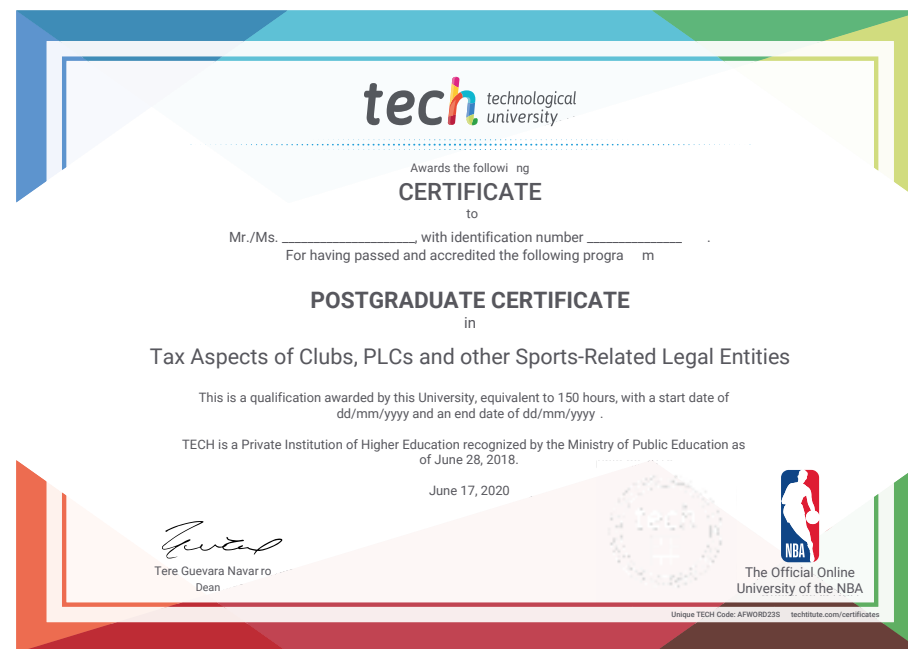 tech technological
university
Awards the followi ng
CERTIFICATE
to
Mr./Ms. _____________________, with identification number _______________ .
For having passed and accredited the following progra m
POSTGRADUATE CERTIFICATE
in
Tax Aspects of Clubs, PLCs and other Sports-Related Legal Entities
This is a qualification awarded by this University, equivalent to 150 hours, with a start date of
dd/mm/yyyy and an end date of dd/mm/yyyy .
TECH is a Private Institution of Higher Education recognized by the Ministry of Public Education as
of June 28, 2018.
June 17, 2020
tech
NBA
Tere Guevara Navar ro
Dean
The Official Online
University of the NBA
Unique TECH Code: AFWORD23S techtitute.com/certificates